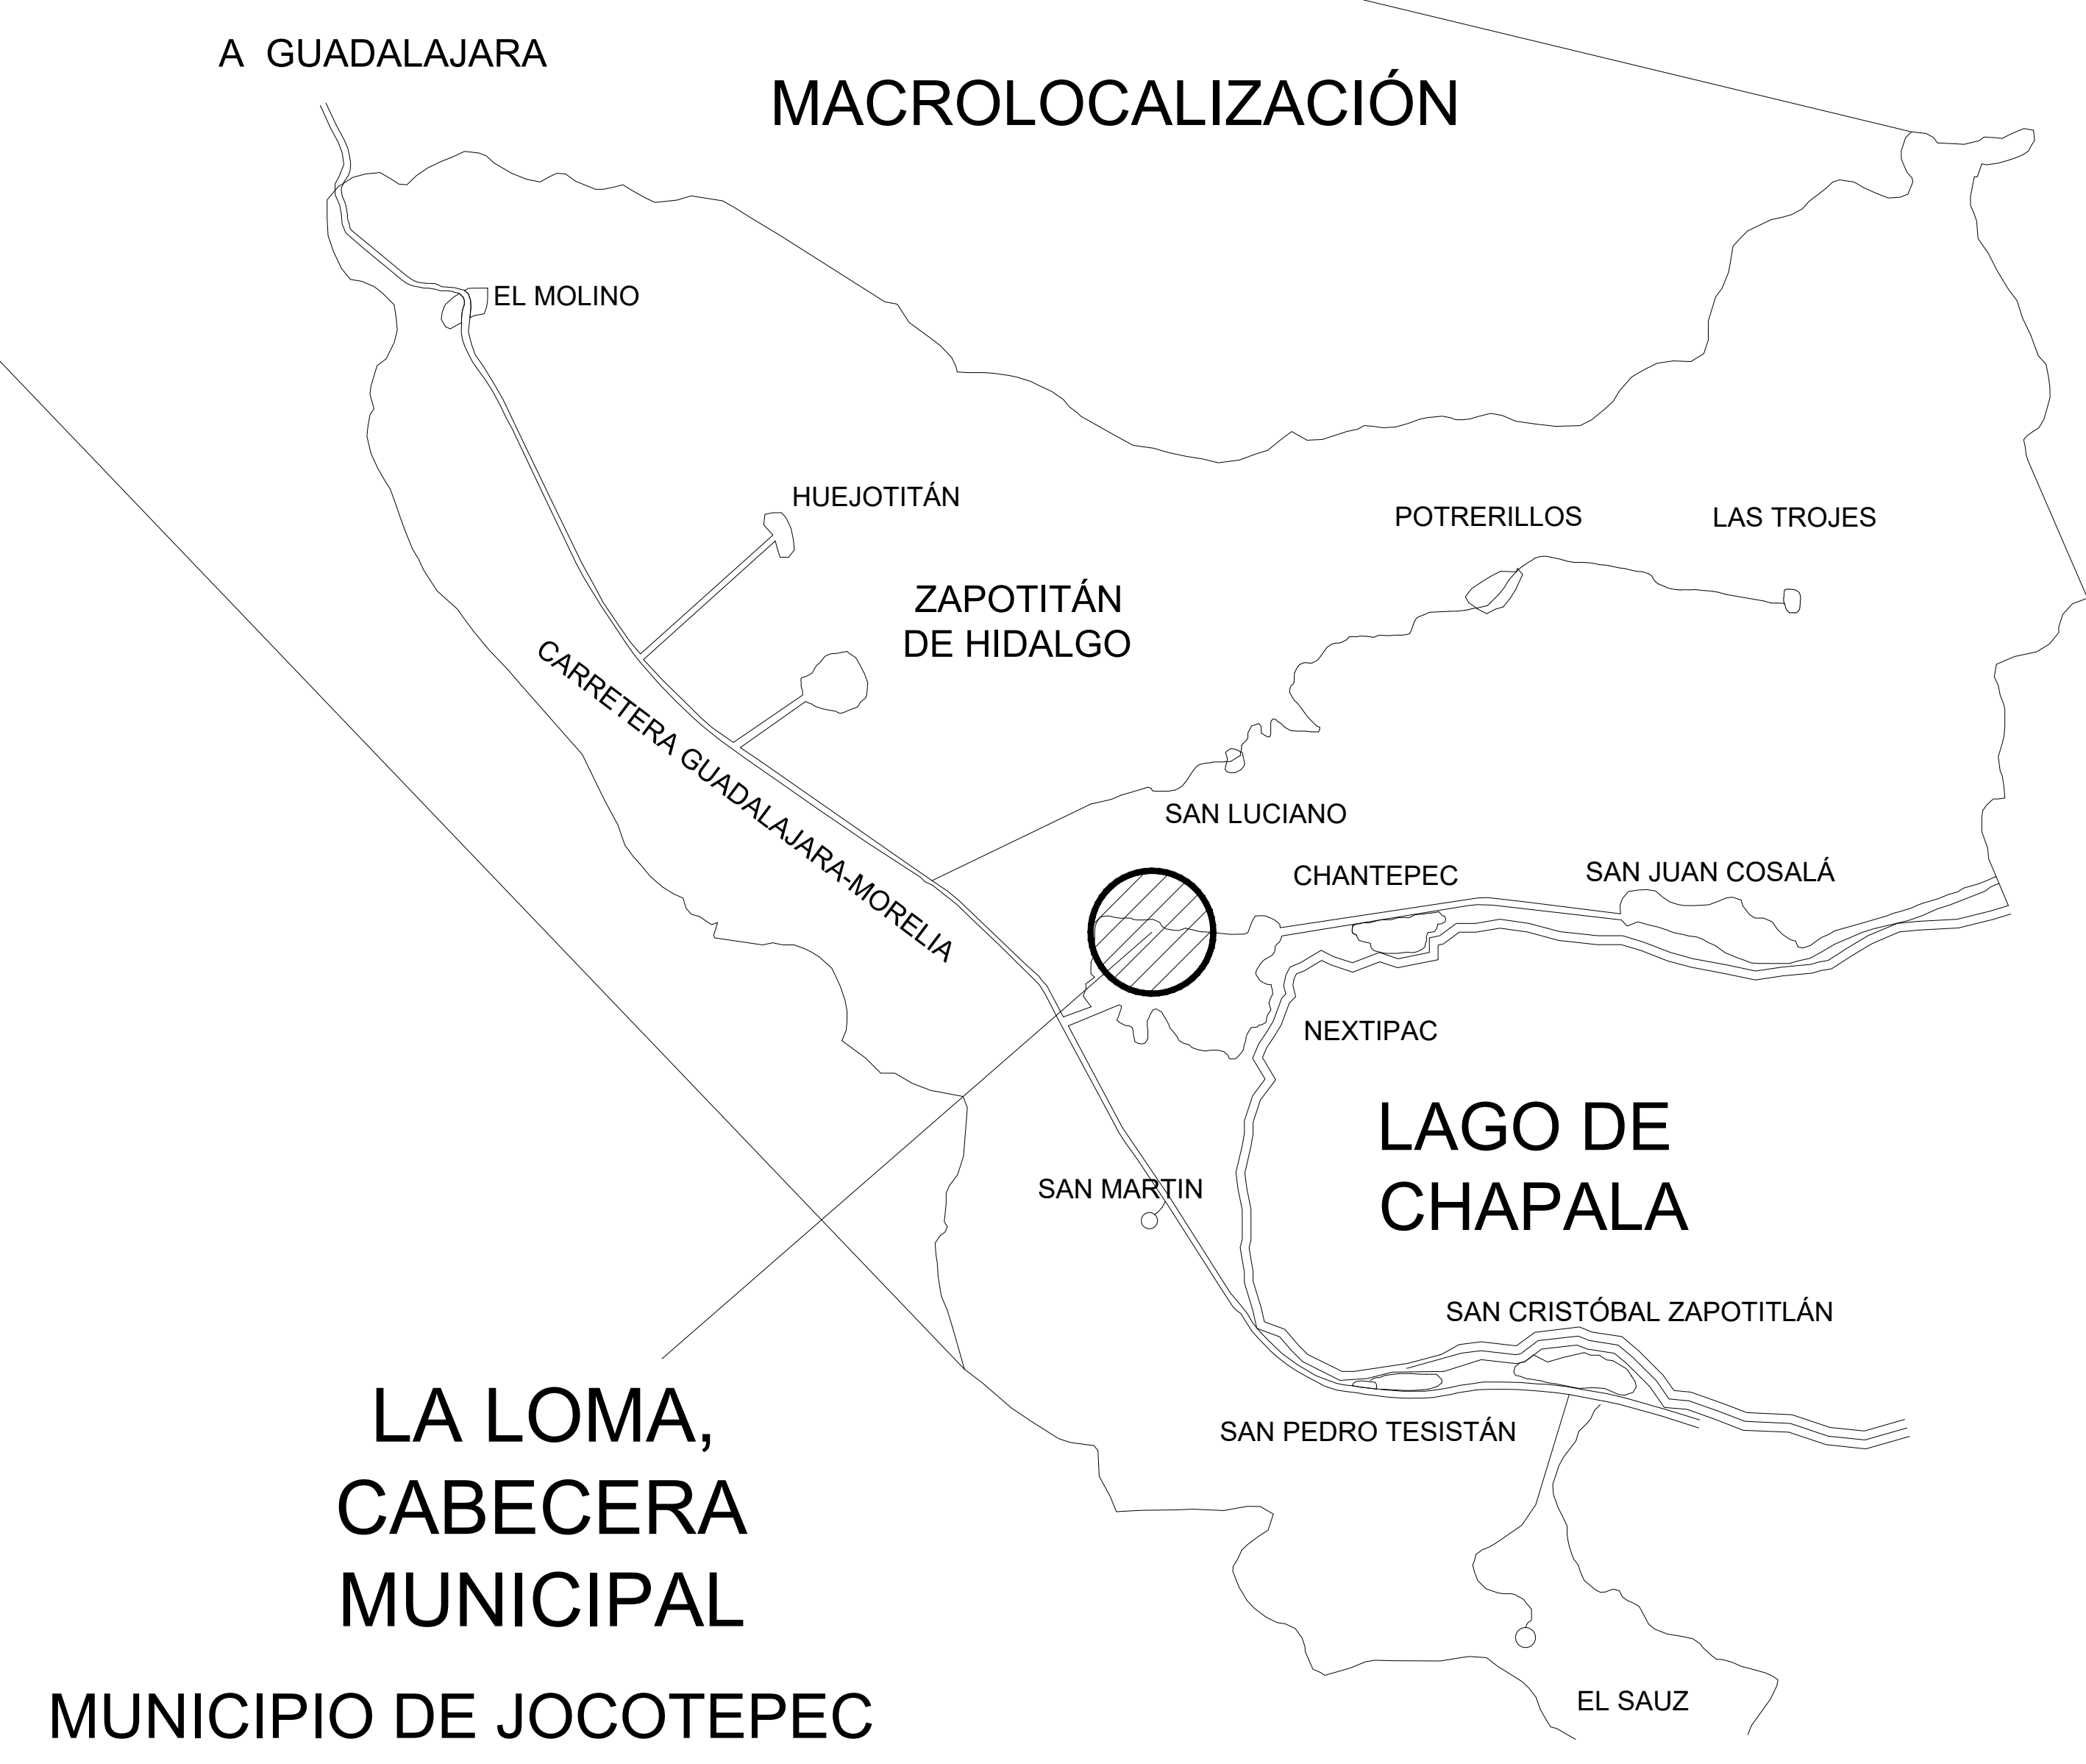 A GUADALAJARA
MACROLOCALIZACIÓN
EL MOLINO
HUEJOTITÁN
POTRERILLOS
LAS TROJES
ZAPOTITÁN
DE HIDALGO
CARRETERA GUADALAJARA-MORELIA
SAN LUCIANO
CHANTEPEC
SAN JUAN COSALÁ
NEXTIPAC
LAGO DE
CHAPALA
SAN MARTIN
SAN CRISTÓBAL ZAPOTITLÁN
SAN PEDRO TESISTÁN
LA LOMA,
CABECERA
MUNICIPAL
MUNICIPIO DE JOCOTEPEC
EL SAUZ